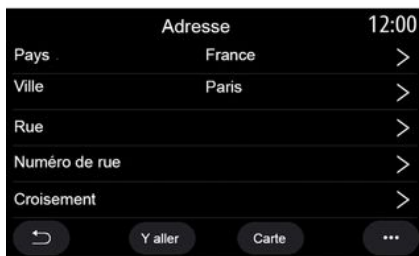 Adresse 12:00
Pays France
Ville Paris
Rue
Numéro de rue
Croisement
Y aller Carte